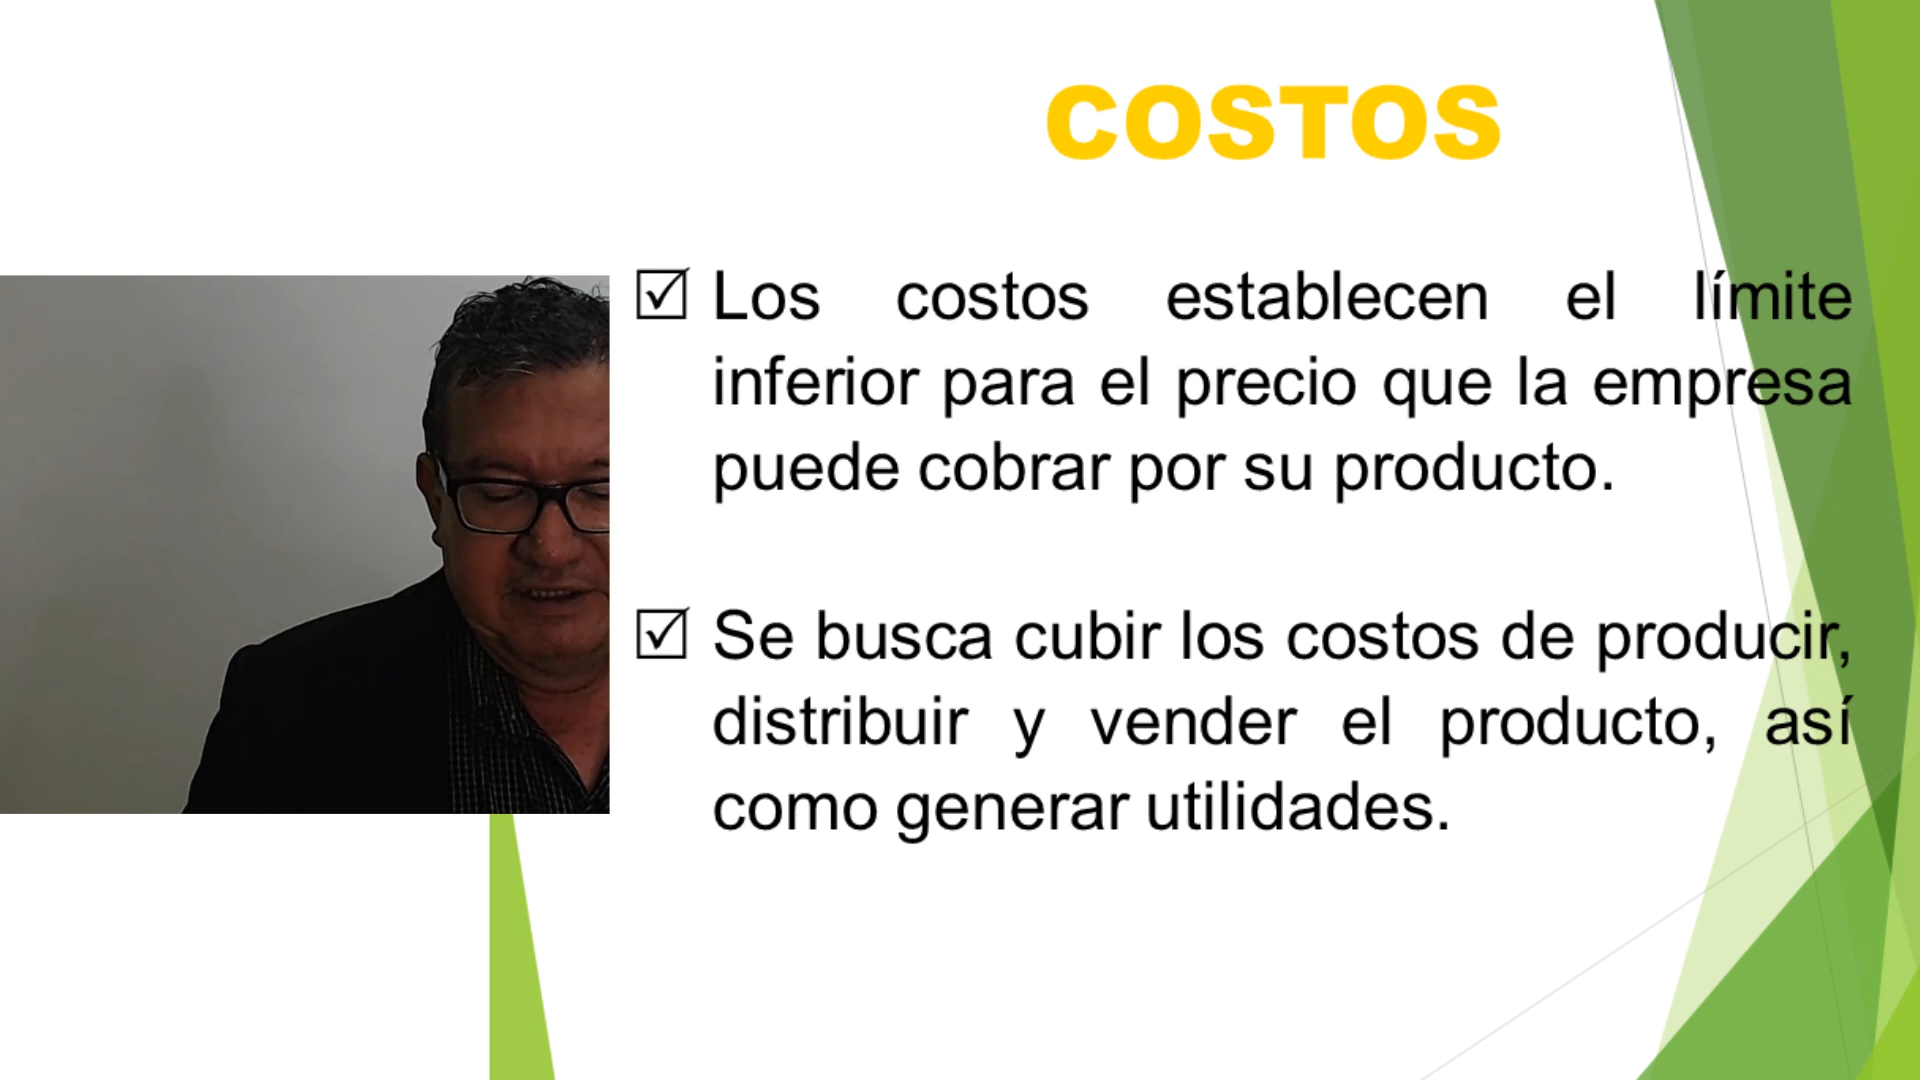 COSTOS
Los costos establecen el límite
inferior para el precio que la empresa
puede cobrar por su producto.
Se busca cubir los costos de producir,
distribuir y vender el producto, así
como generar utilidades.